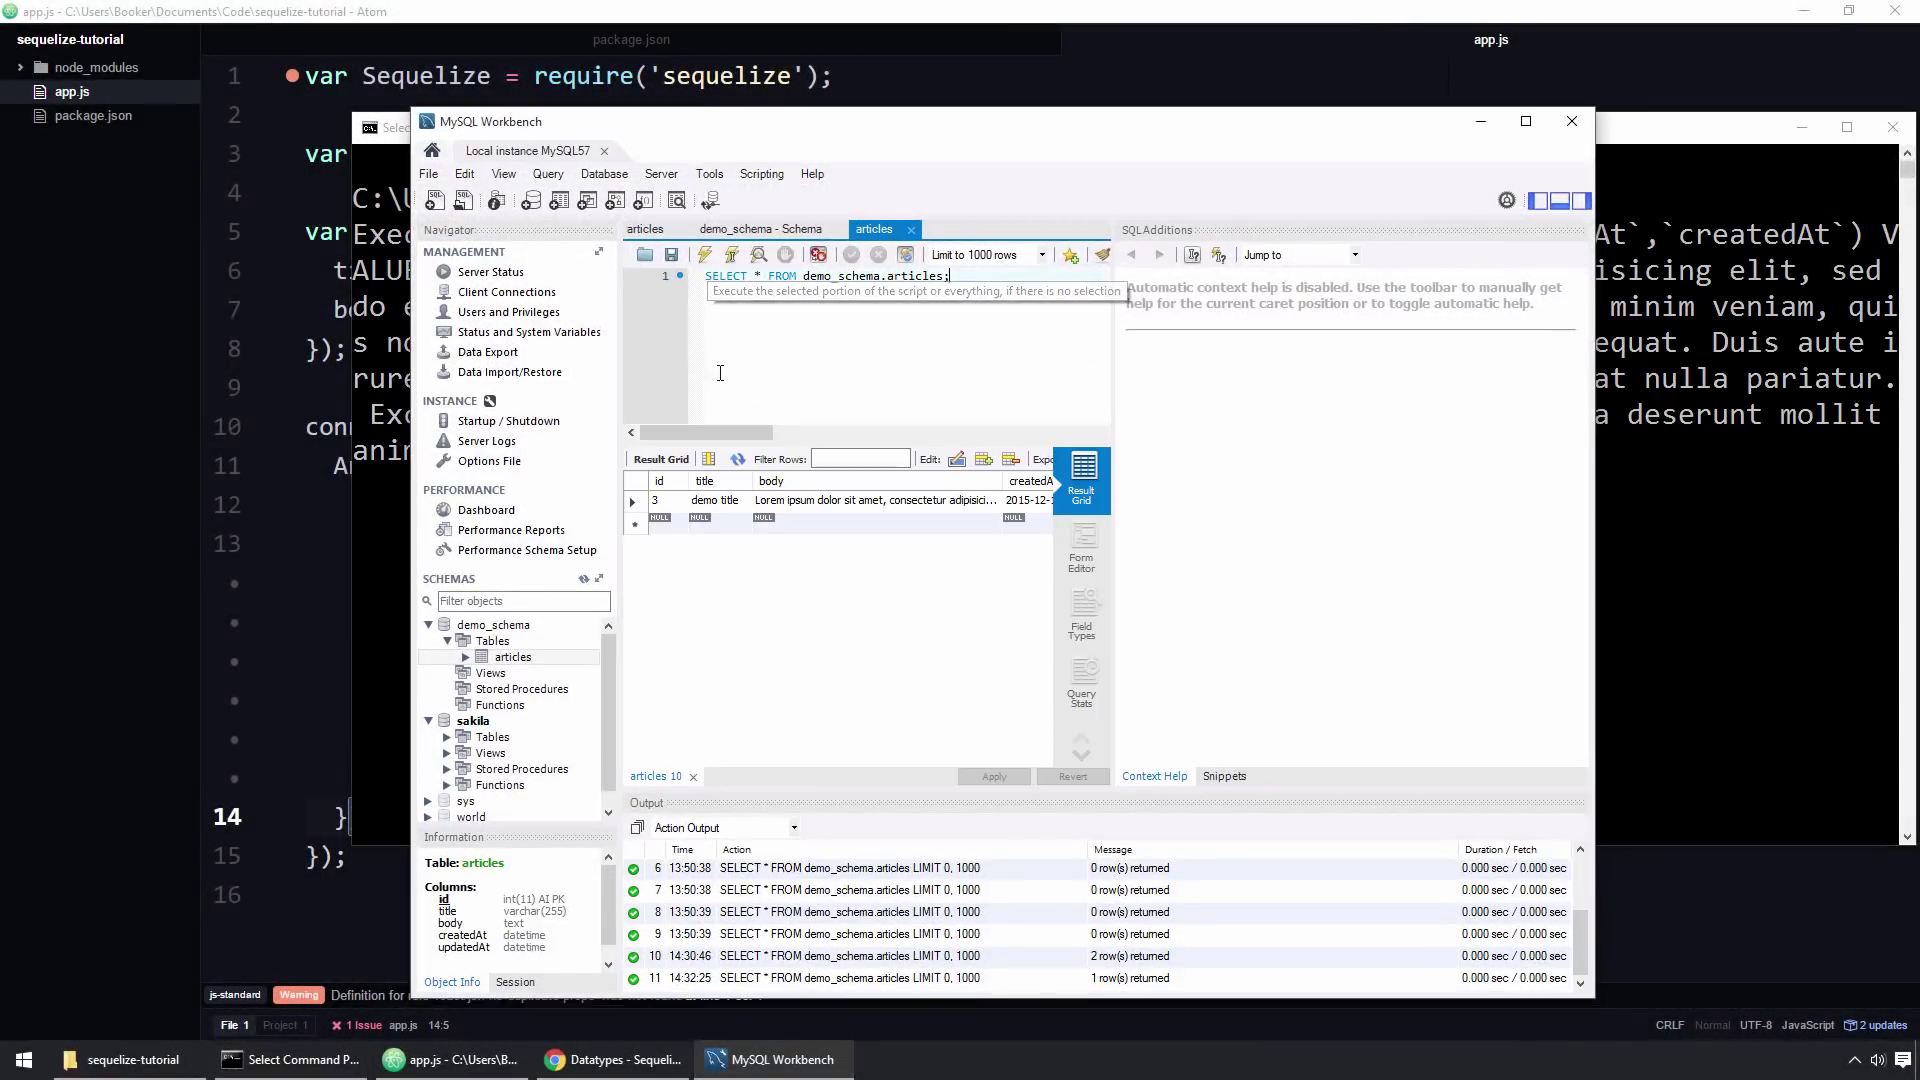 app.js - C:\Users\Booker\Documents\Code\sequelize-tutorial - Atom
sequelize-tutorial
package.json
app.js
node_modules
app.js
package.json
1 var Sequelize = require('sequelize');
2
3 var
4
5 var
6
7
8 });
9
10
11
12
13
14 }
15 });
16
C:\U
Exec
At`,`createdAt`) V
ALUE
isicing elit, sed
do e
minim veniam, qui
s no
equat. Duis aute i
rure
at nulla pariatur.
Exc
a deserunt mollit
anim
MySQL Workbench
Local instance MySQL57
File Edit View Query Database Server Tools Scripting Help
Navigator
MANAGEMENT
Server Status
Client Connections
Users and Privileges
Status and System Variables
Data Export
Data Import/Restore
INSTANCE
Startup / Shutdown
Server Logs
Options File
PERFORMANCE
Dashboard
Performance Reports
Performance Schema Setup
SCHEMAS
Filter objects
demo_schema
Tables
articles
Views
Stored Procedures
Functions
sakila
Tables
Views
Stored Procedures
Functions
sys
world
Information
Table: articles
Columns:
id int(11) AI PK
title varchar(255)
body text
createdAt datetime
updatedAt datetime
Object Info Session
articles demo_schema - Schema articles
Limit to 1000 rows
1 SELECT * FROM demo_schema.articles;
Execute the selected portion of the script or everything, if there is no selection
Result Grid Filter Rows: Edit: Expo
id title body createdA
3 demo title Lorem ipsum dolor sit amet, consectetur adipisici... 2015-12-1
NULL NULL NULL NULL
Result Grid
Form Editor
Field Types
Query Stats
articles 10 Apply Revert
SQLAdditions
Jump to
Automatic context help is disabled. Use the toolbar to manually get
help for the current caret position or to toggle automatic help.
Context Help Snippets
Output
Action Output
Time Action Message Duration / Fetch
6 13:50:38 SELECT * FROM demo_schema.articles LIMIT 0, 1000 0 row(s) returned 0.000 sec / 0.000 sec
7 13:50:38 SELECT * FROM demo_schema.articles LIMIT 0, 1000 0 row(s) returned 0.000 sec / 0.000 sec
8 13:50:39 SELECT * FROM demo_schema.articles LIMIT 0, 1000 0 row(s) returned 0.000 sec / 0.000 sec
9 13:50:39 SELECT * FROM demo_schema.articles LIMIT 0, 1000 0 row(s) returned 0.000 sec / 0.000 sec
10 14:30:46 SELECT * FROM demo_schema.articles LIMIT 0, 1000 2 row(s) returned 0.000 sec / 0.000 sec
11 14:32:25 SELECT * FROM demo_schema.articles LIMIT 0, 1000 1 row(s) returned 0.000 sec / 0.000 sec
js-standard Warning Definition for
File 1 Project 1 1 Issue app.js 14:5
CRLF Normal UTF-8 JavaScript 2 updates
sequelize-tutorial
Select Command P...
app.js - C:\Users\B...
Datatypes - Sequeli...
MySQL Workbench